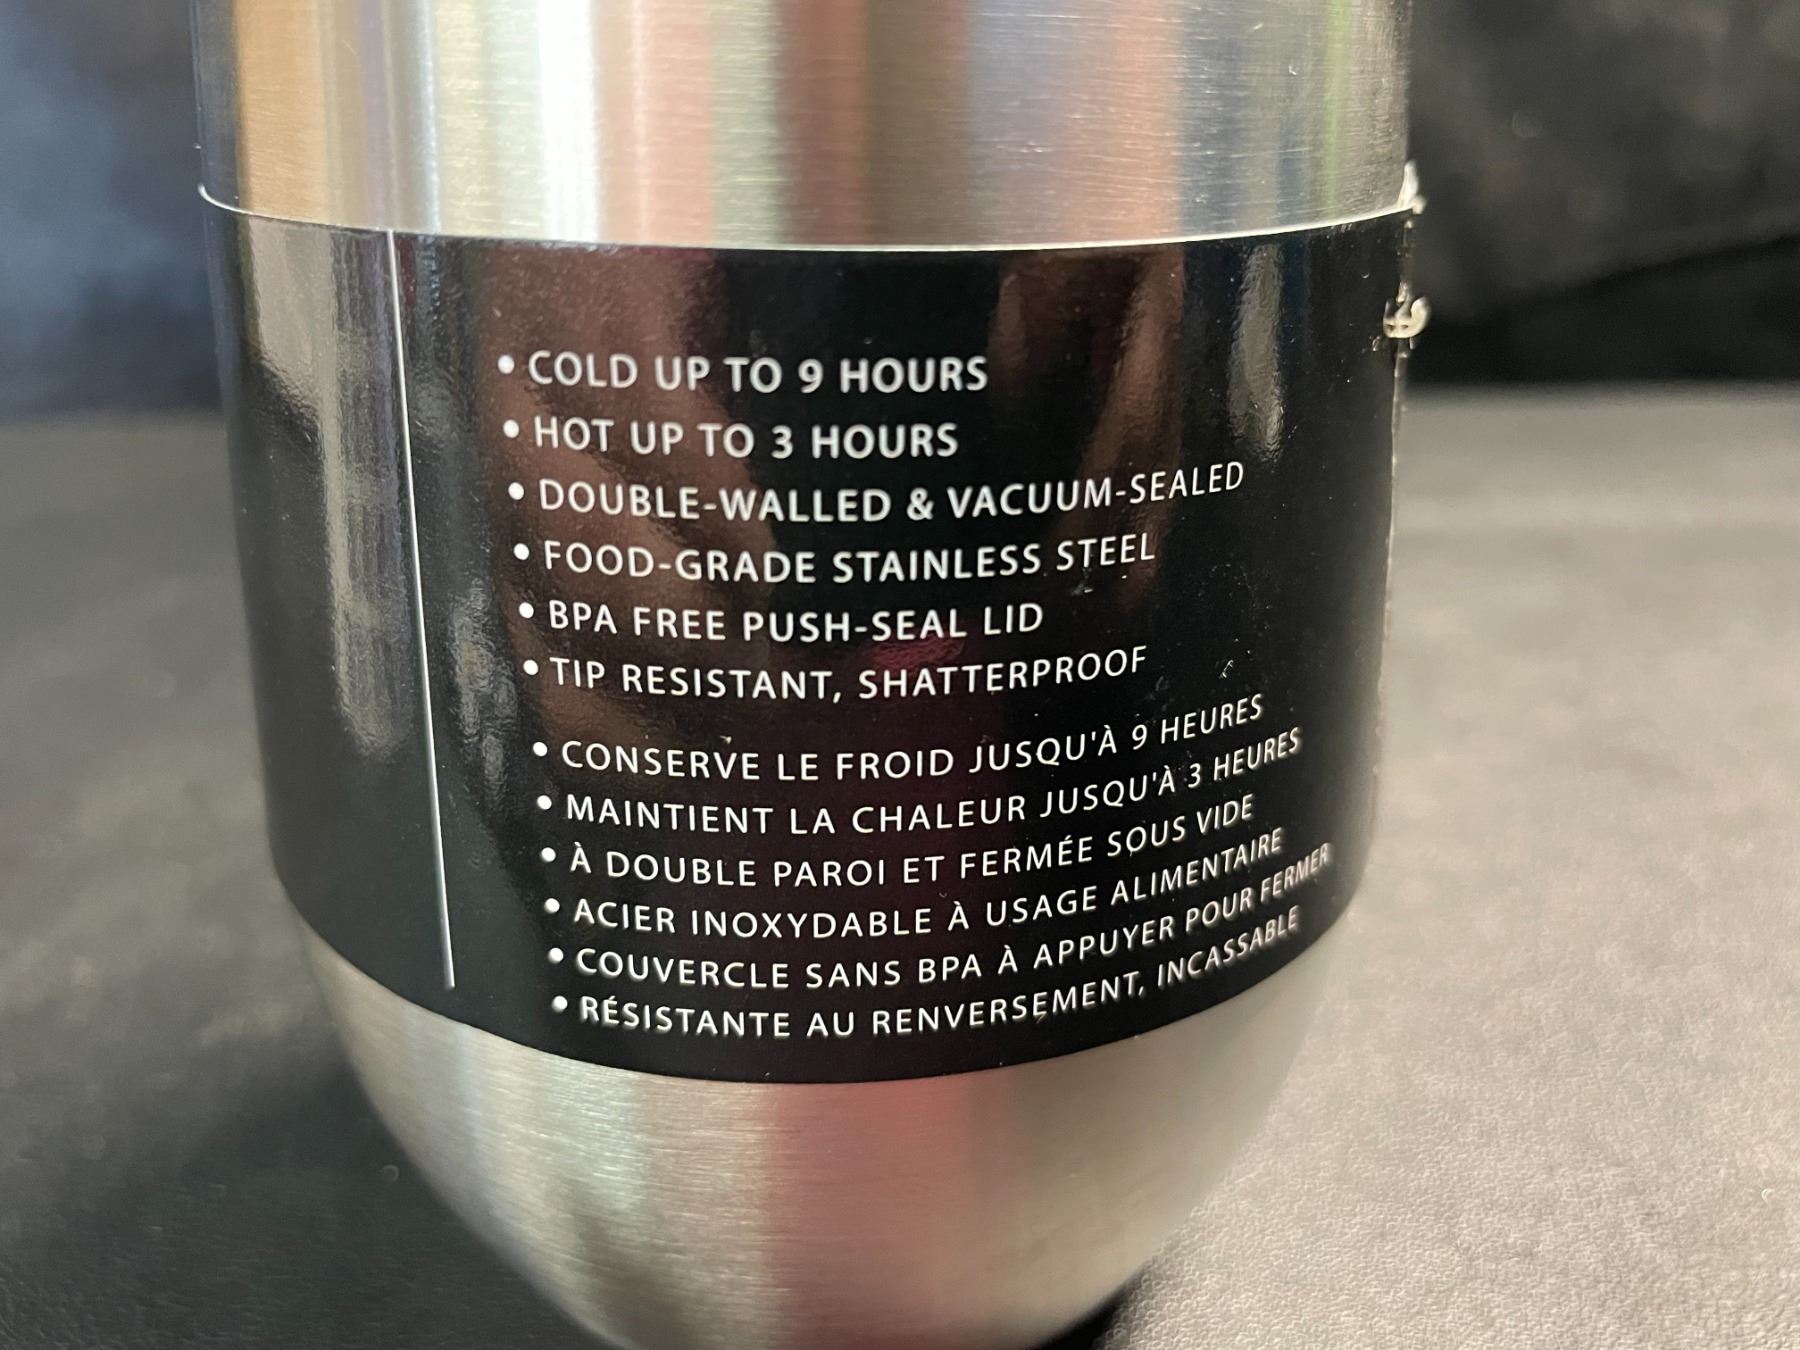 • COLD UP TO 9 HOURS
• HOT UP TO 3 HOURS
• DOUBLE-WALLED & VACUUM-SEALED
• FOOD-GRADE STAINLESS STEEL
• BPA FREE PUSH-SEAL LID
• TIP RESISTANT, SHATTERPROOF
• CONSERVE LE FROID JUSQU'À 9 HEURES
• MAINTIENT LA CHALEUR JUSQU'À 3 HEURES
• À DOUBLE PAROI ET FERMÉE SOUS VIDE
• ACIER INOXYDABLE À USAGE ALIMENTAIRE
• COUVERCLE SANS BPA À APPUYER POUR FERMER
• RÉSISTANTE AU RENVERSEMENT, INCASSABLE